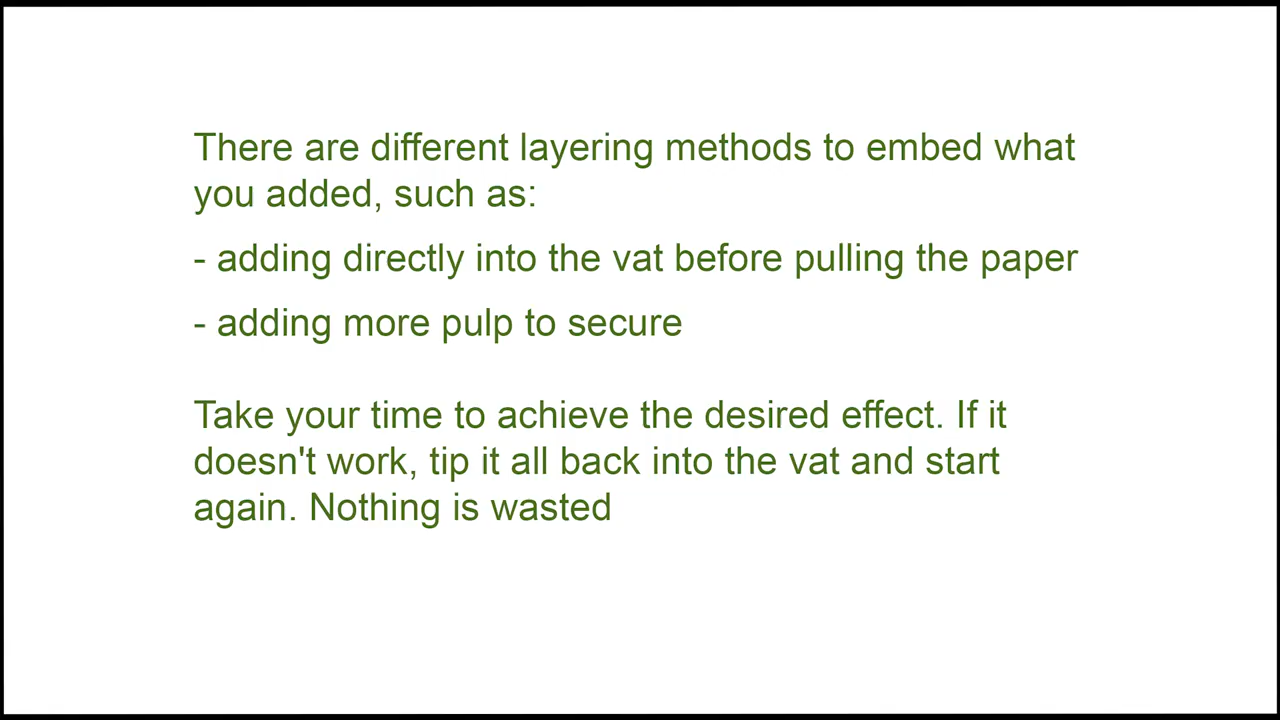 There are different layering methods to embed what
you added, such as:
- adding directly into the vat before pulling the paper
- adding more pulp to secure
Take your time to achieve the desired effect. If it
doesn't work, tip it all back into the vat and start
again. Nothing is wasted